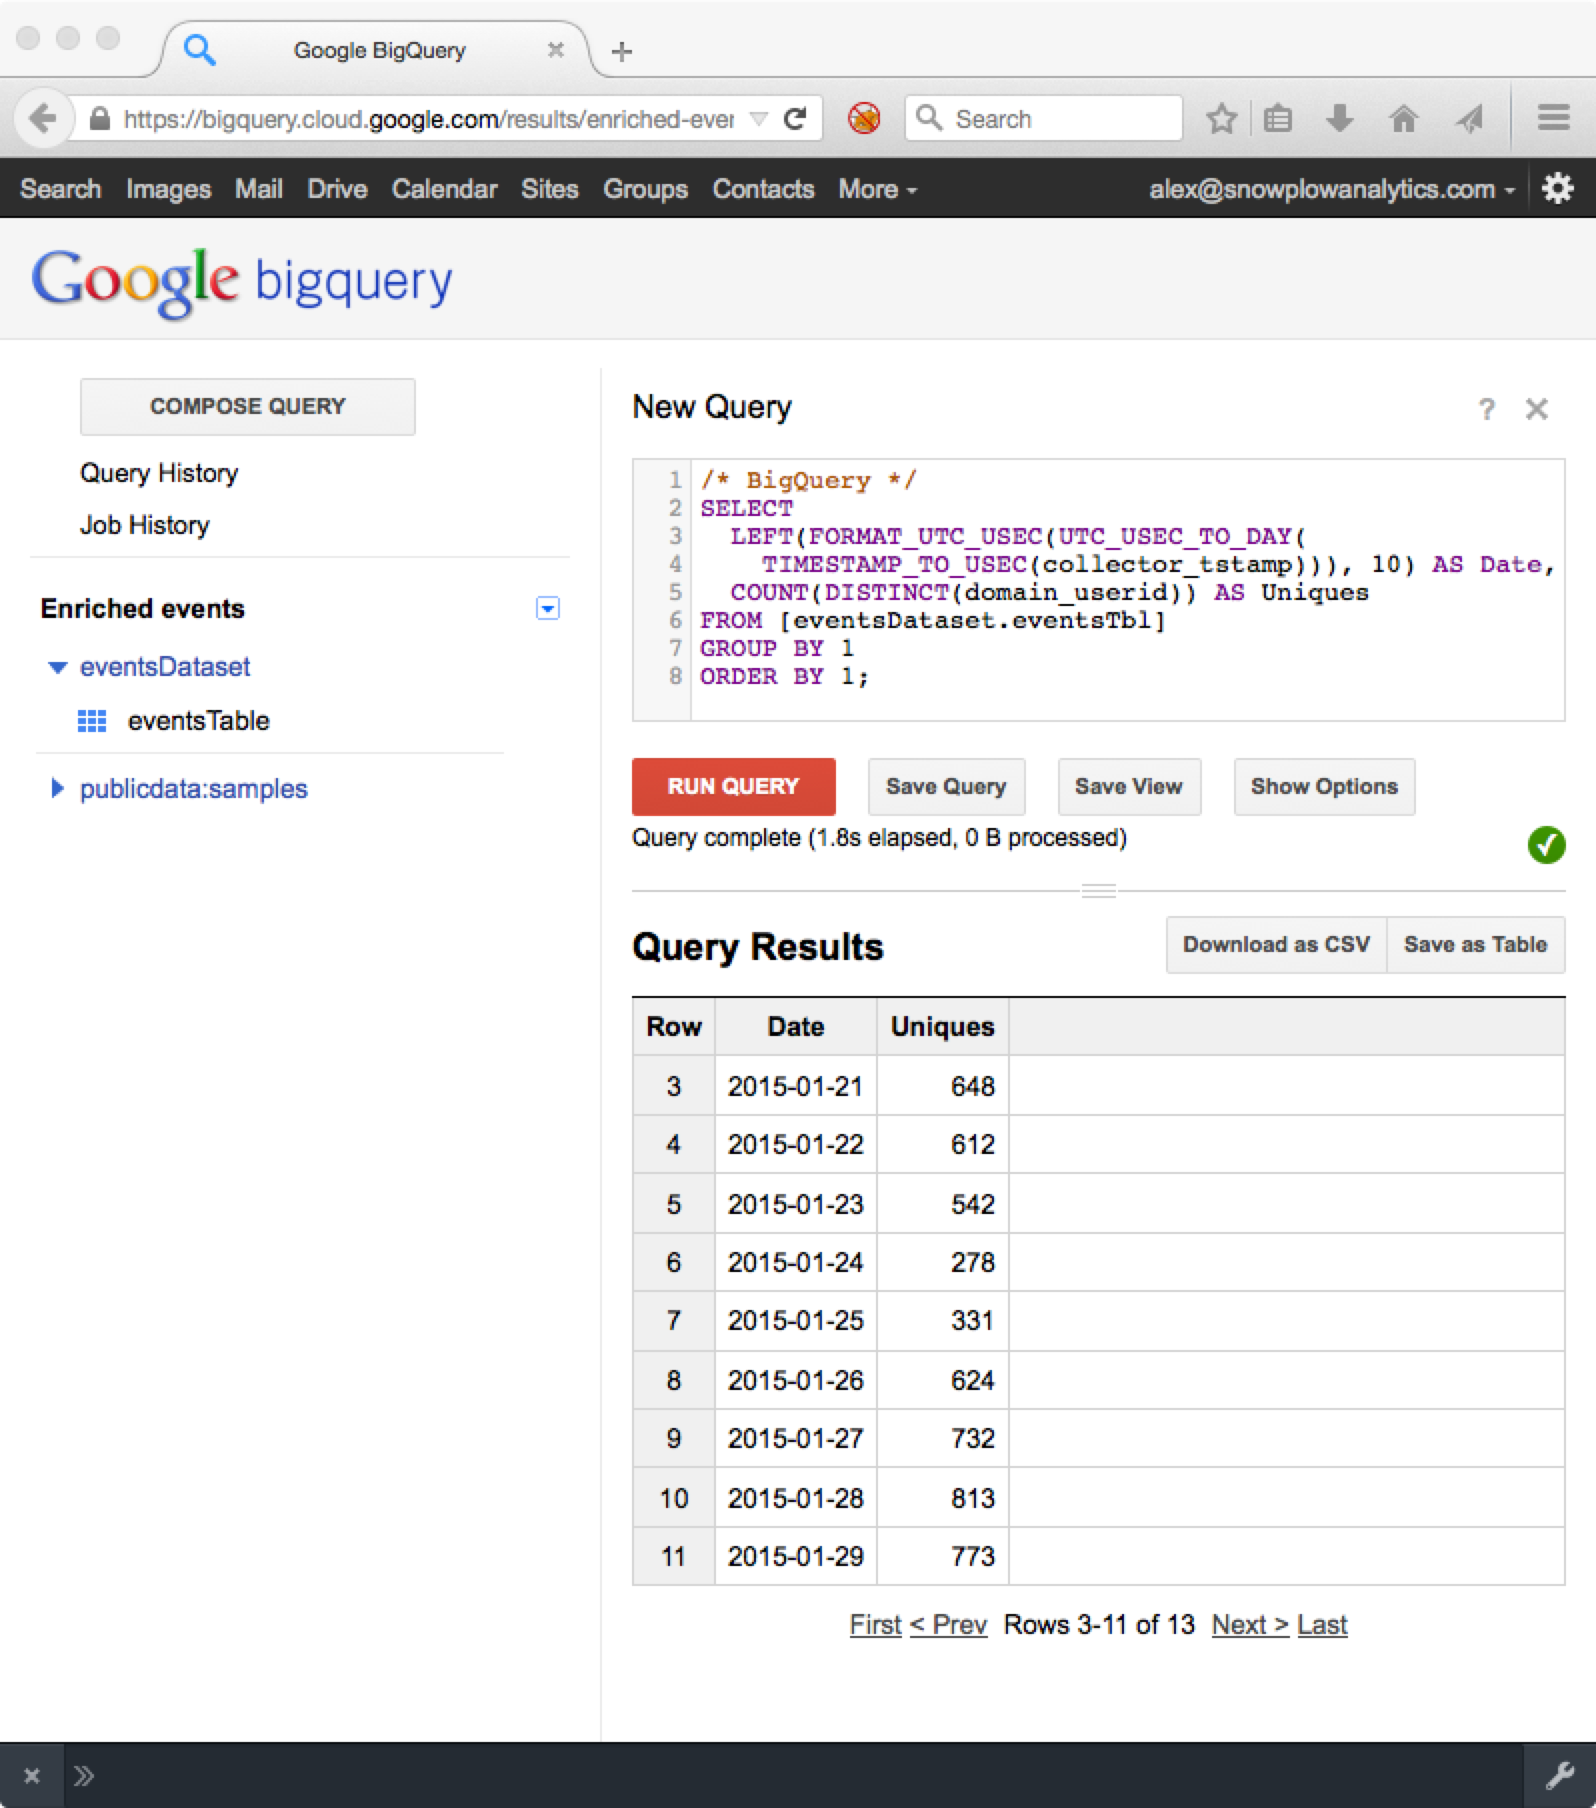 Google BigQuery
https://bigquery.cloud.google.com/results/enriched-ever
Search
Search Images Mail Drive Calendar Sites Groups Contacts More alex@snowplowanalytics.com
Google bigquery
COMPOSE QUERY
Query History
Job History
Enriched events
eventsDataset
eventsTable
publicdata:samples
New Query ?
1 /* BigQuery */
2 SELECT
3 LEFT(FORMAT_UTC_USEC(UTC_USEC_TO_DAY(
4 TIMESTAMP_TO_USEC(collector_tstamp))), 10) AS Date,
5 COUNT(DISTINCT(domain_userid)) AS Uniques
6 FROM [eventsDataset.eventsTbl]
7 GROUP BY 1
8 ORDER BY 1;
RUN QUERY Save Query Save View Show Options
Query complete (1.8s elapsed, 0 B processed)
Query Results Download as CSV Save as Table
Row Date Uniques
3 2015-01-21 648
4 2015-01-22 612
5 2015-01-23 542
6 2015-01-24 278
7 2015-01-25 331
8 2015-01-26 624
9 2015-01-27 732
10 2015-01-28 813
11 2015-01-29 773
First < Prev Rows 3-11 of 13 Next > Last